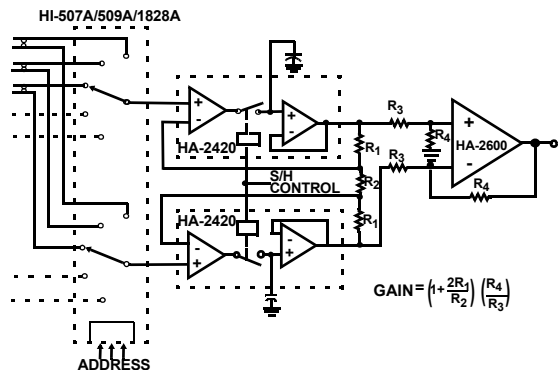 HI-507A/509A/1828A
+
-
HA-2420
+
-
R3
R4
+
-
HA-2600
R1
R3
S/H
CONTROL
R2
R4
HA-2420
R1
-
+
-
+
GAIN = (1+ 2R1/R2) (R4/R3)
ADDRESS